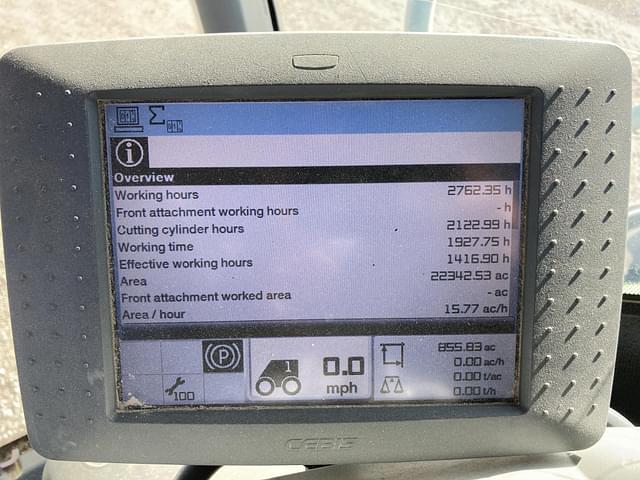 Overview
Working hours 2762.35 h
Front attachment working hours - h
Cutting cylinder hours 2122.99 h
Working time 1927.75 h
Effective working hours 1416.90 h
Area 22342.53 ac
Front attachment worked area - ac
Area / hour 15.77 ac/h
P
1
0.0
mph
100
855.83 ac
0.00 ac/h
0.00 t/ac
0.00 t/h
CEBIS